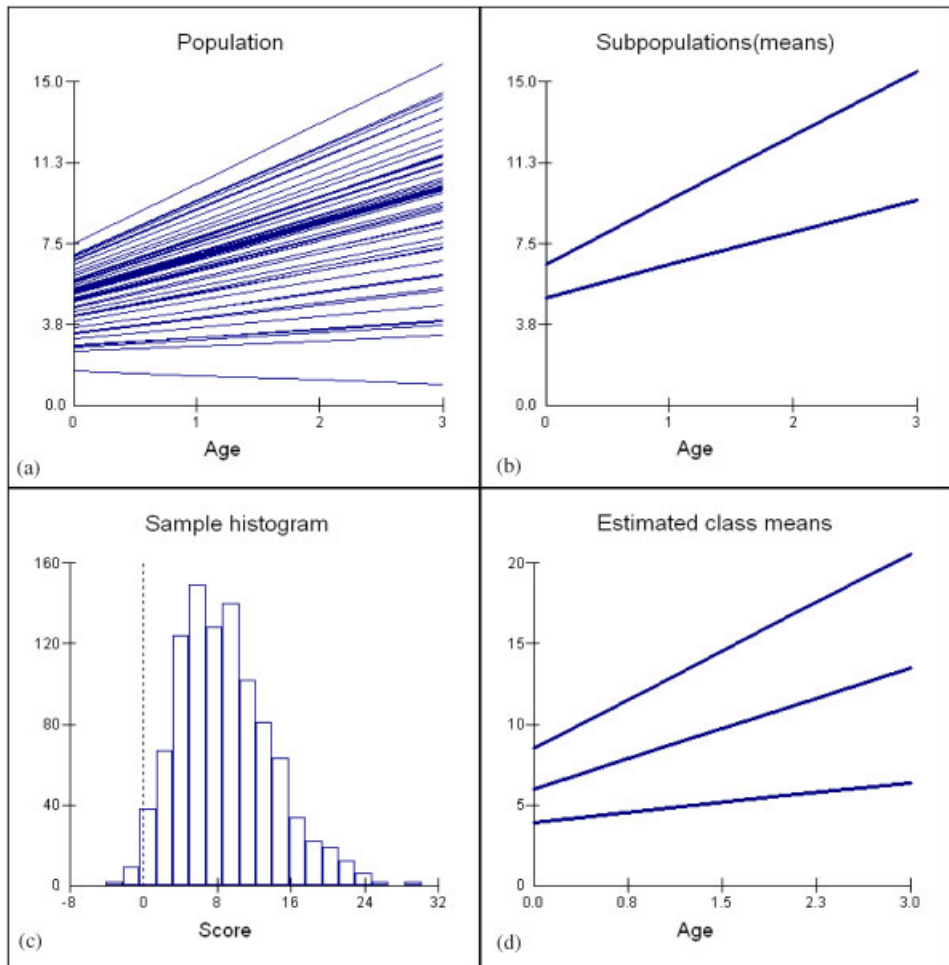 Population
15.0
11.3
7.5
3.8
0.0
0 1 2 3
Age
(a)
Subpopulations(means)
15.0
11.3
7.5
3.8
0.0
0 1 2 3
Age
(b)
Sample histogram
160
120
80
40
0
-8 0 8 16 24 32
Score
(c)
Estimated class means
20
15
10
5
0
0.0 0.8 1.5 2.3 3.0
Age
(d)